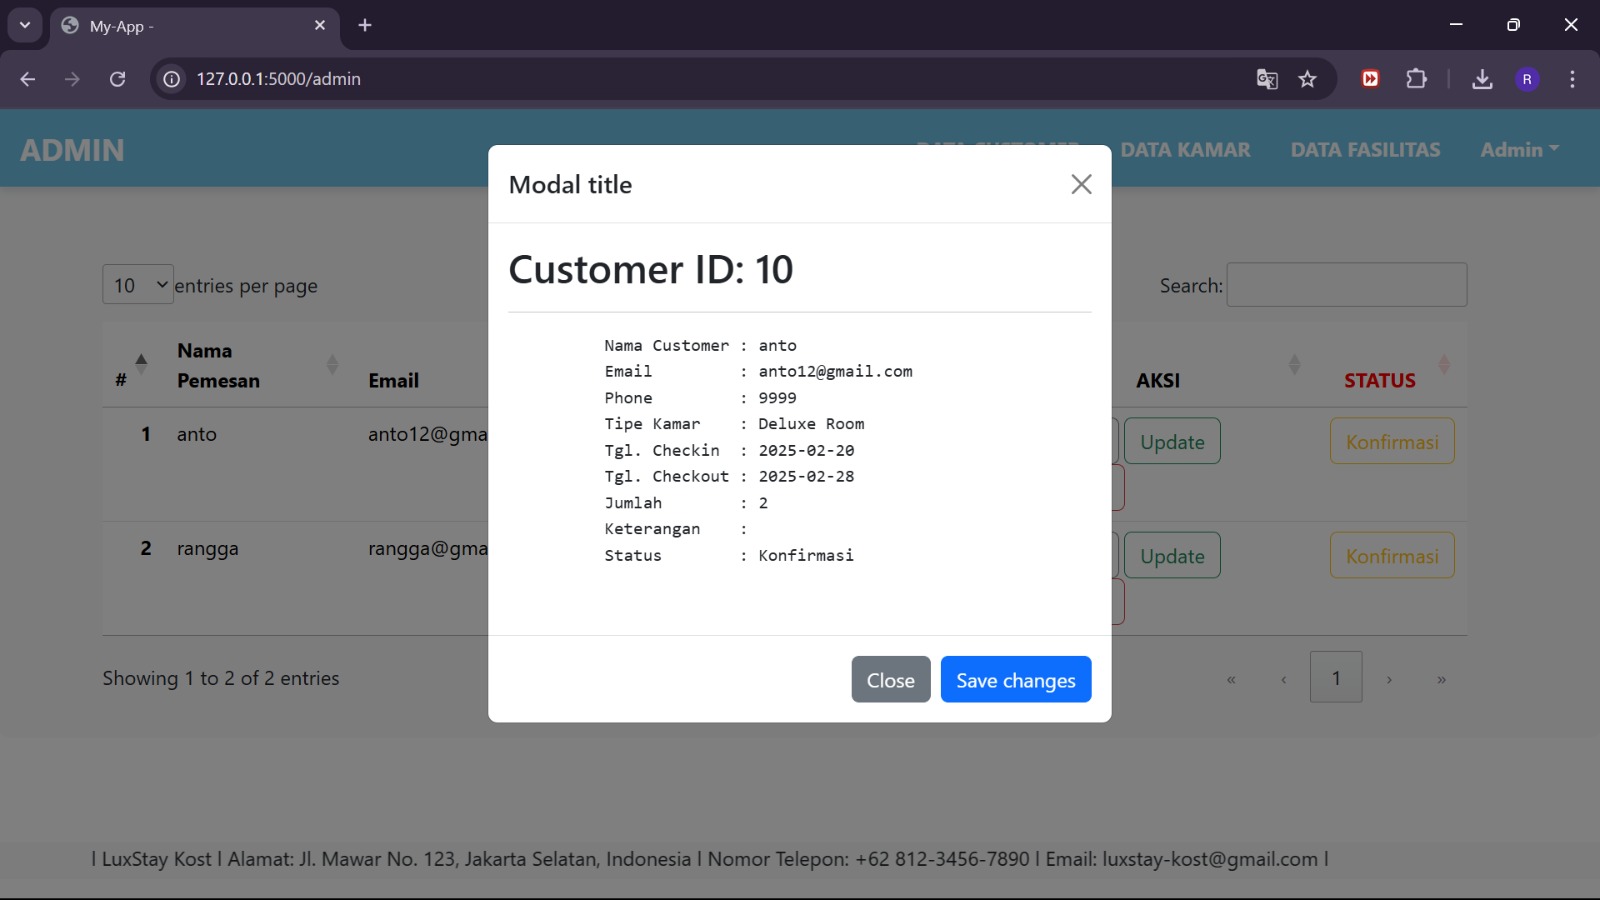 My-App -
127.0.0.1:5000/admin
R
ADMIN
DATA CUSTOMER
DATA KAMAR
DATA FASILITAS
Admin
Modal title
Customer ID: 10
Nama Customer : anto
Email : anto12@gmail.com
Phone : 9999
Tipe Kamar : Deluxe Room
Tgl. Checkin : 2025-02-20
Tgl. Checkout : 2025-02-28
Jumlah : 2
Keterangan :
Status : Konfirmasi
Close
Save changes
10 entries per page
Search:
#
Nama
Pemesan
Email
AKSI
STATUS
1 anto anto12@gma Update Konfirmasi
2 rangga rangga@gma Update Konfirmasi
Showing 1 to 2 of 2 entries
« ‹ 1 › »
| LuxStay Kost | Alamat: Jl. Mawar No. 123, Jakarta Selatan, Indonesia | Nomor Telepon: +62 812-3456-7890 | Email: luxstay-kost@gmail.com |